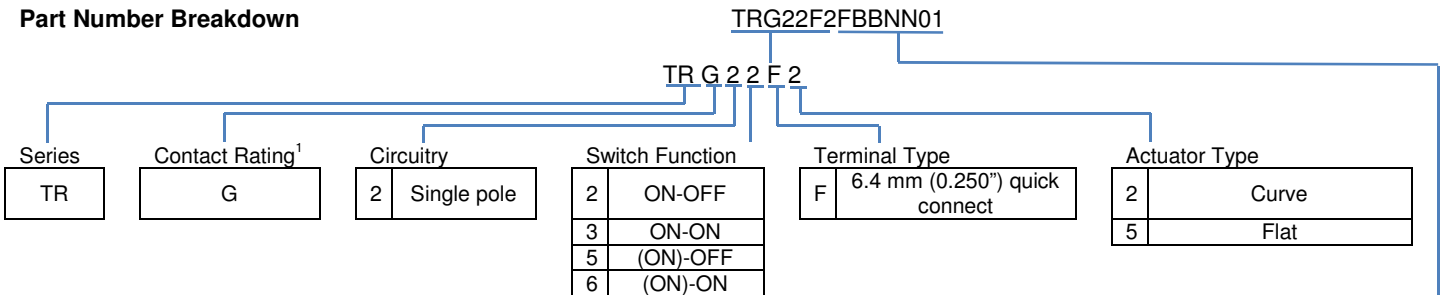 Part Number Breakdown
TRG22F2FBBNN01
TR G 2 2 F 2
Series
TR
Contact Rating1
G
Circuitry
2 Single pole
Switch Function
2 ON-OFF
3 ON-ON
5 (ON)-OFF
6 (ON)-ON
Terminal Type
F 6.4 mm (0.250”) quick
connect
Actuator Type
2 Curve
5 Flat